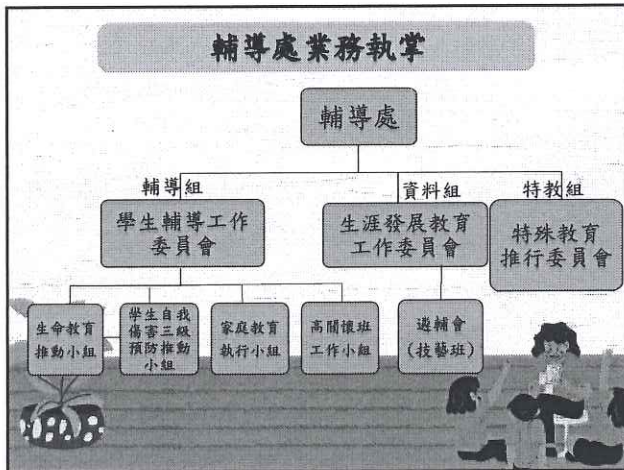 輔導處業務執掌
輔導處
輔導組
資料組
特教組
學生輔導工作
委員會
生涯發展教育
工作委員會
特殊教育
推行委員會
生命教育
推動小組
學生自我
傷害三級
預防推動
小組
家庭教育
執行小組
高關懷班
工作小組
遴輔會
(技藝班)